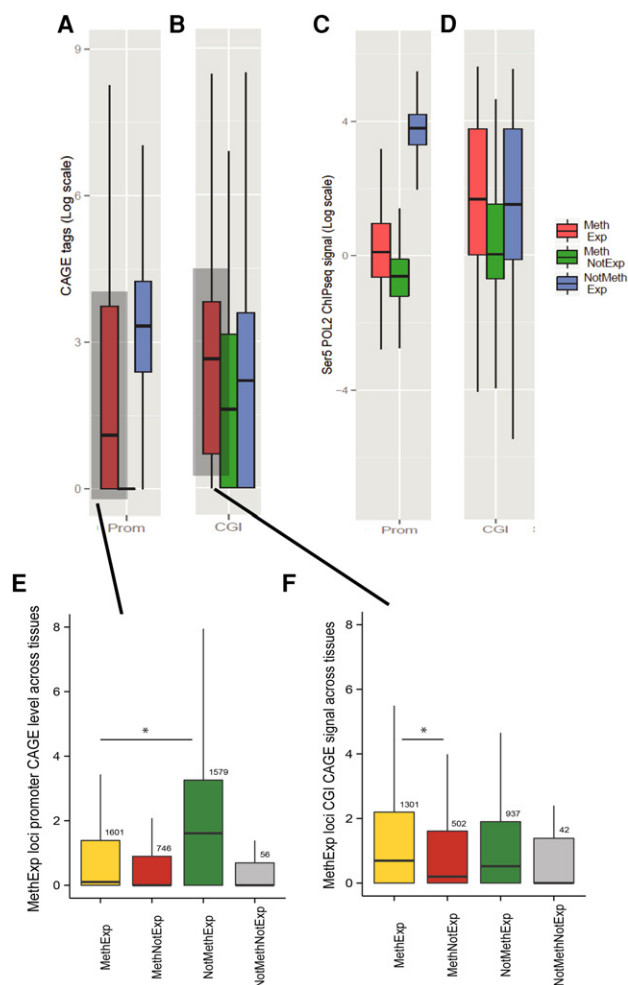 A
B
C
D
9
6
3
0
CAGE tags (Log scale)
Prom
CGI
4
0
−4
Ser5 POL2 ChIPseq signal (Log scale)
Prom
CGI
Meth
Exp
Meth
NotExp
NotMeth
Exp
E
MethExp loci promoter CAGE level across tissues
8
6
4
2
0
*
1601
746
1579
56
MethExp
MethNotExp
NotMethExp
NotMethNotExp
F
MethExp loci CGI CAGE signal across tissues
8
6
4
2
0
*
1301
502
937
42
MethExp
MethNotExp
NotMethExp
NotMethNotExp